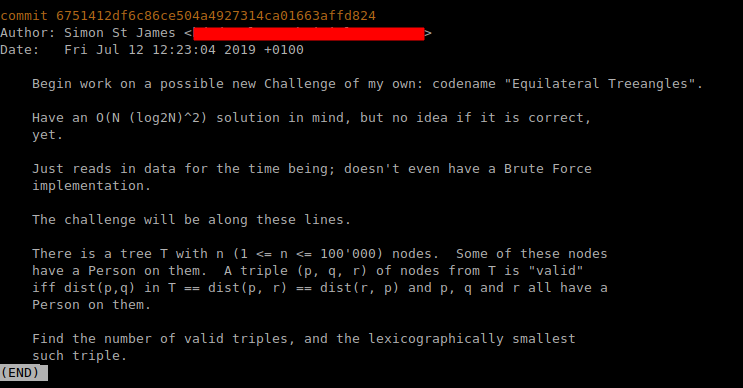 commit 6751412df6c86ce504a4927314ca01663affd824
Author: Simon St James <>
Date:   Fri Jul 12 12:23:04 2019 +0100
Begin work on a possible new Challenge of my own: codename "Equilateral Treeangles".
Have an O(N (log2N)^2) solution in mind, but no idea if it is correct,
yet.
Just reads in data for the time being; doesn't even have a Brute Force
implementation.
The challenge will be along these lines.
There is a tree T with n (1 <= n <= 100'000) nodes.  Some of these nodes
have a Person on them.  A triple (p, q, r) of nodes from T is "valid"
iff dist(p,q) in T == dist(p, r) == dist(r, p) and p, q and r all have a
Person on them.
Find the number of valid triples, and the lexicographically smallest
such triple.
(END)